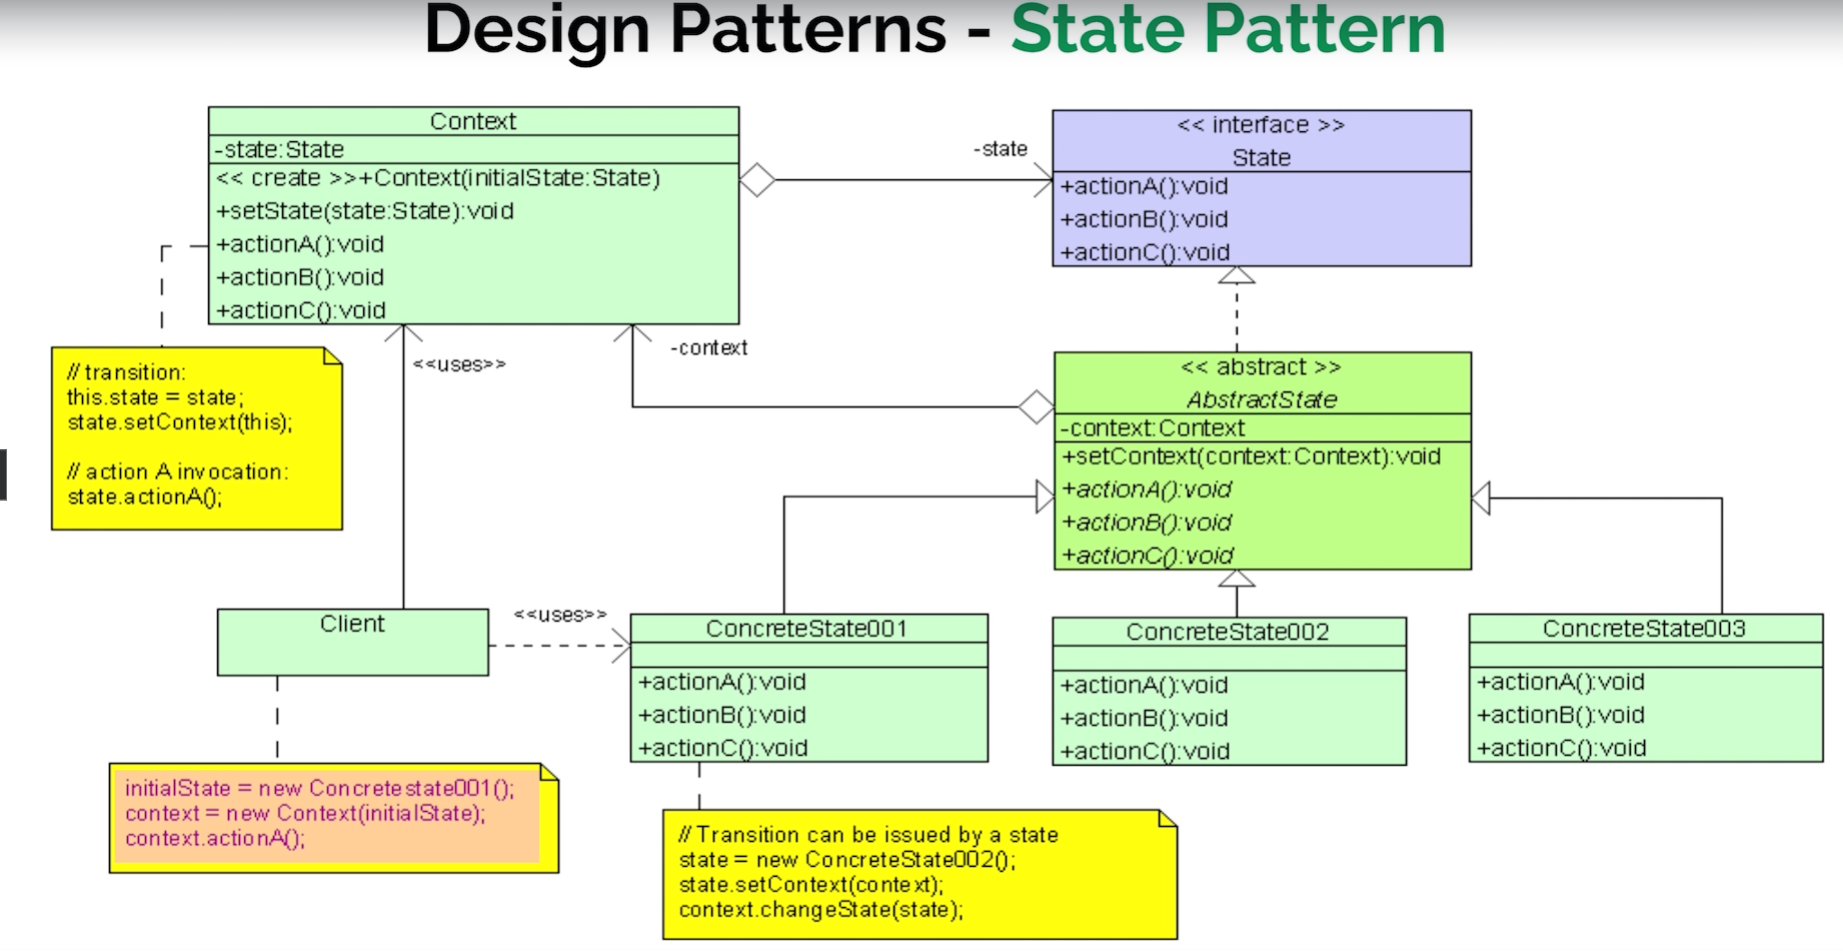 Design Patterns - State Pattern
Context
-state:State
<< create >>+Context(initialState:State)
+setState(state:State):void
+actionA():void
+actionB():void
+actionC():void
-state
<< interface >>
State
+actionA():void
+actionB():void
+actionC():void
// transition:
this.state = state;
state.setContext(this);
// action A invocation:
state.actionA();
<<uses>>
-context
<< abstract >>
AbstractState
-context:Context
+setContext(context:Context):void
+actionA():void
+actionB():void
+actionC():void
Client
<<uses>>
ConcreteState001
+actionA():void
+actionB():void
+actionC():void
ConcreteState002
+actionA():void
+actionB():void
+actionC():void
ConcreteState003
+actionA():void
+actionB():void
+actionC():void
initialState = new Concretestate001();
context = new Context(initialState);
context.actionA();
// Transition can be issued by a state
state = new ConcreteState002();
state.setContext(context);
context.changeState(state);